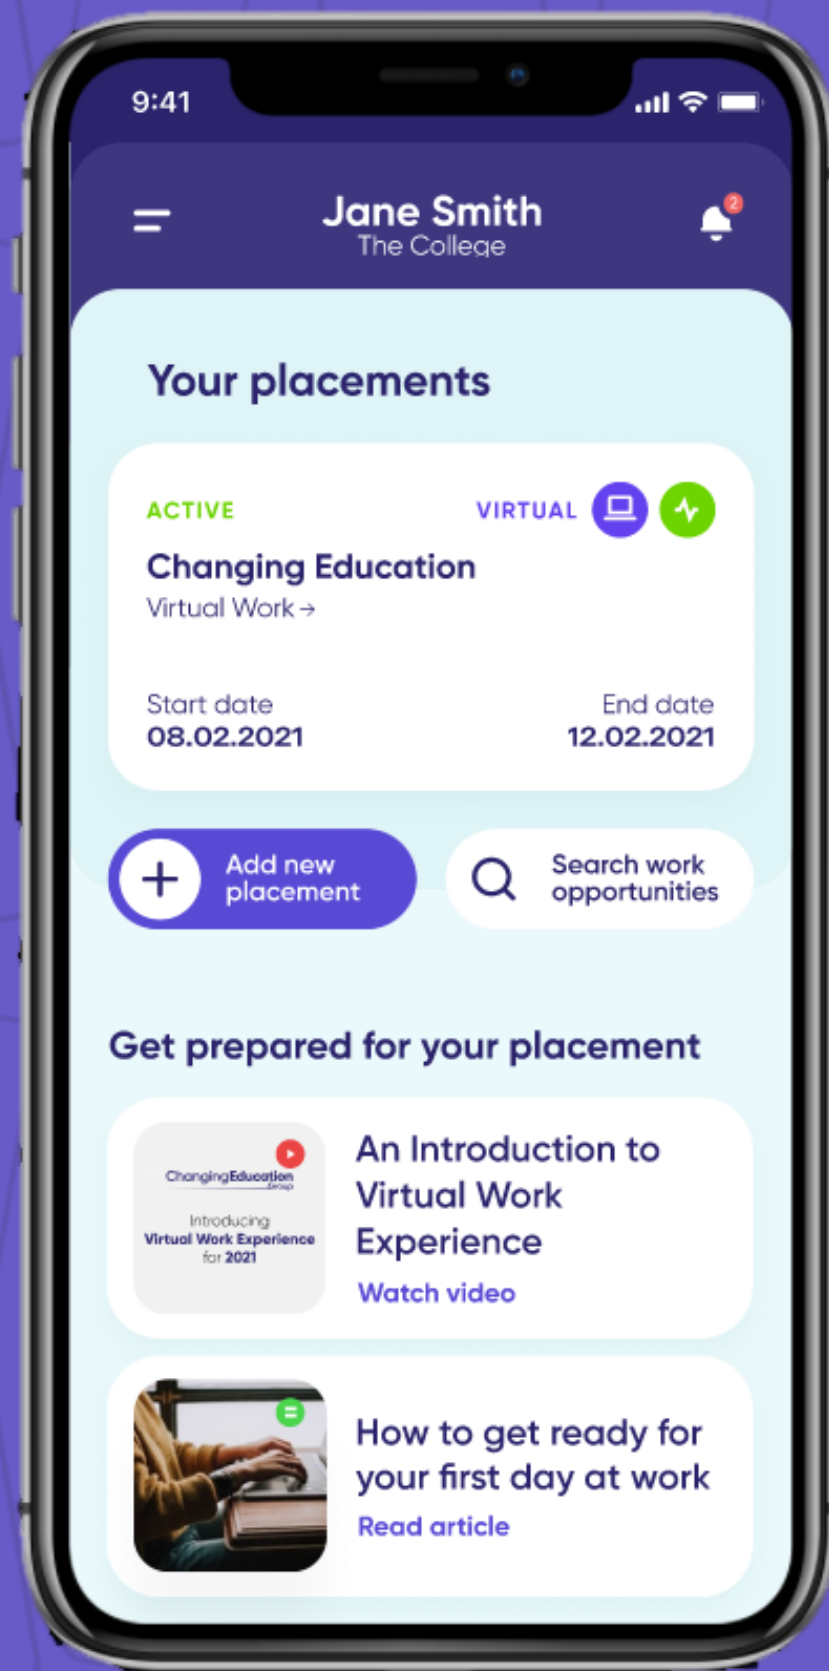 9:41
2
Jane Smith
The College
Your placements
ACTIVE
VIRTUAL
Changing Education
Virtual Work →
Start date
08.02.2021
End date
12.02.2021
Add new
placement
Search work
opportunities
Get prepared for your placement
ChangingEducation
Group
Introducing
Virtual Work Experience
for 2021
An Introduction to
Virtual Work
Experience
Watch video
How to get ready for
your first day at work
Read article